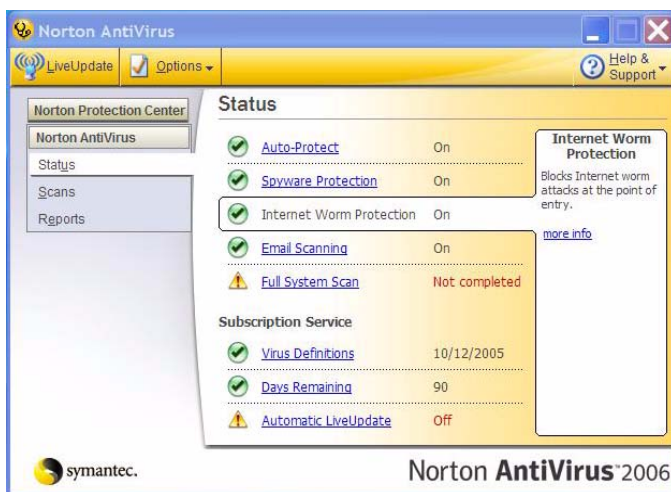 Norton AntiVirus
LiveUpdate Options Help & Support
Norton Protection Center
Norton AntiVirus
Status
Scans
Reports
Status
Auto-Protect On
Spyware Protection On
Internet Worm Protection On
Email Scanning On
Full System Scan Not completed
Subscription Service
Virus Definitions 10/12/2005
Days Remaining 90
Automatic LiveUpdate Off
Internet Worm
Protection
Blocks Internet worm
attacks at the point of
entry.
more info
symantec.
Norton AntiVirus™2006